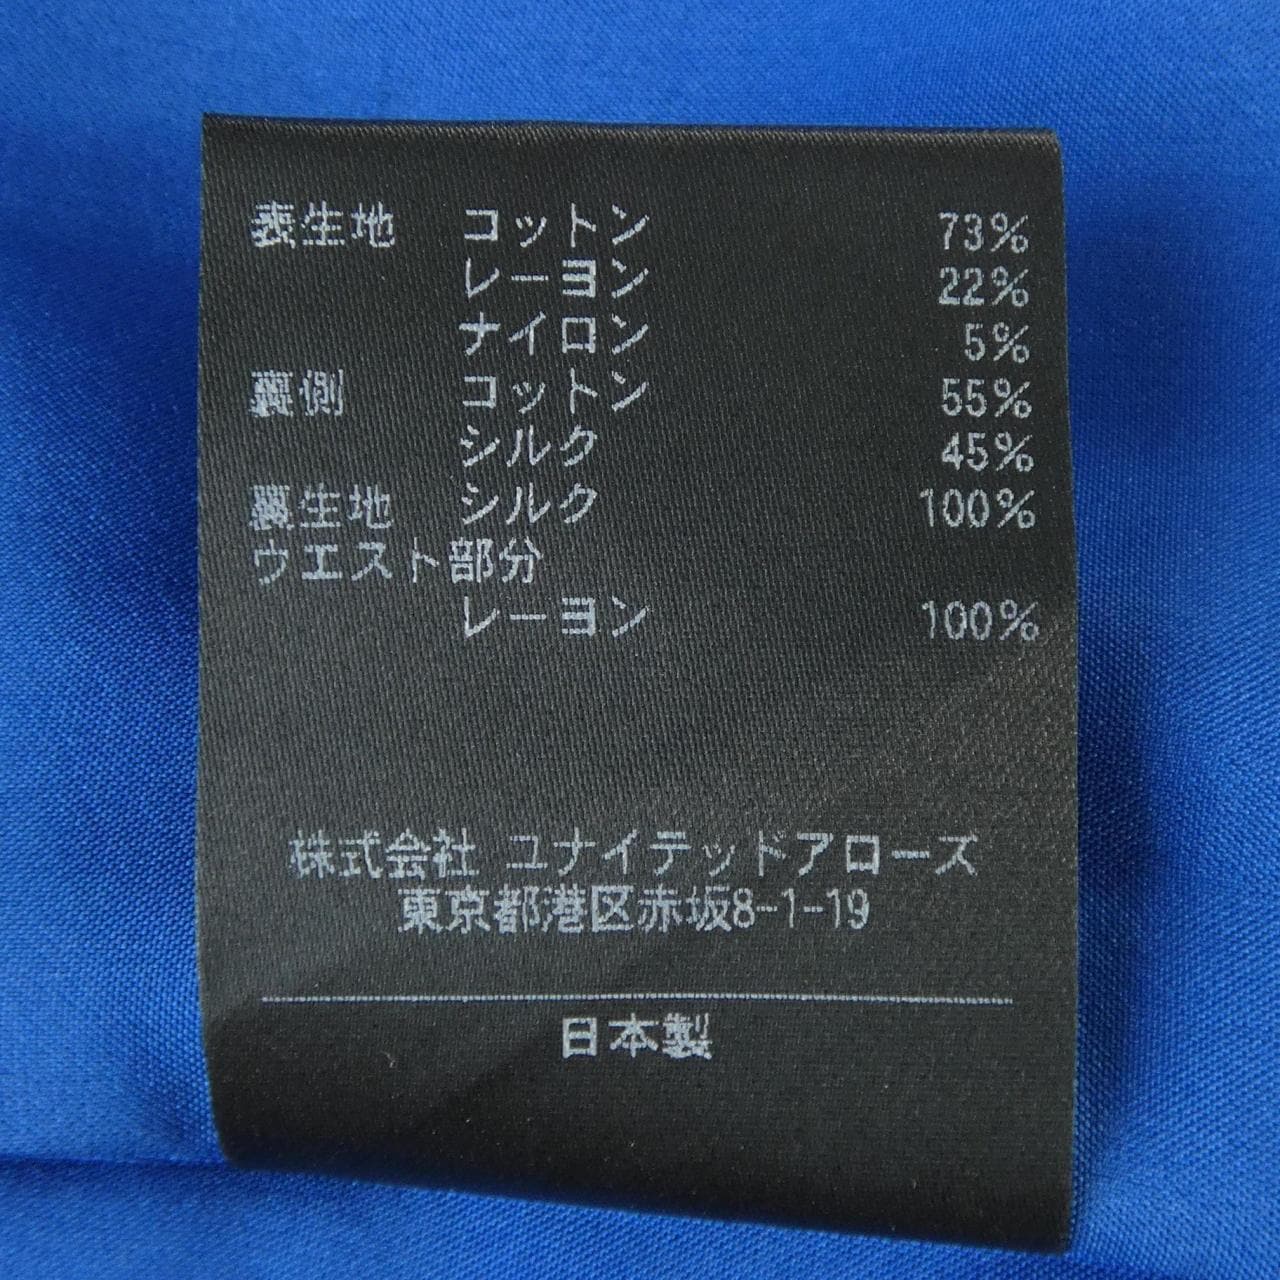 表生地 コットン 73%
レーヨン 22%
ナイロン 5%
裏側 コットン 55%
シルク 45%
裏生地 シルク 100%
ウエスト部分
レーヨン 100%
株式会社 ユナイテッドアローズ
東京都港区赤坂8-1-19
日本製